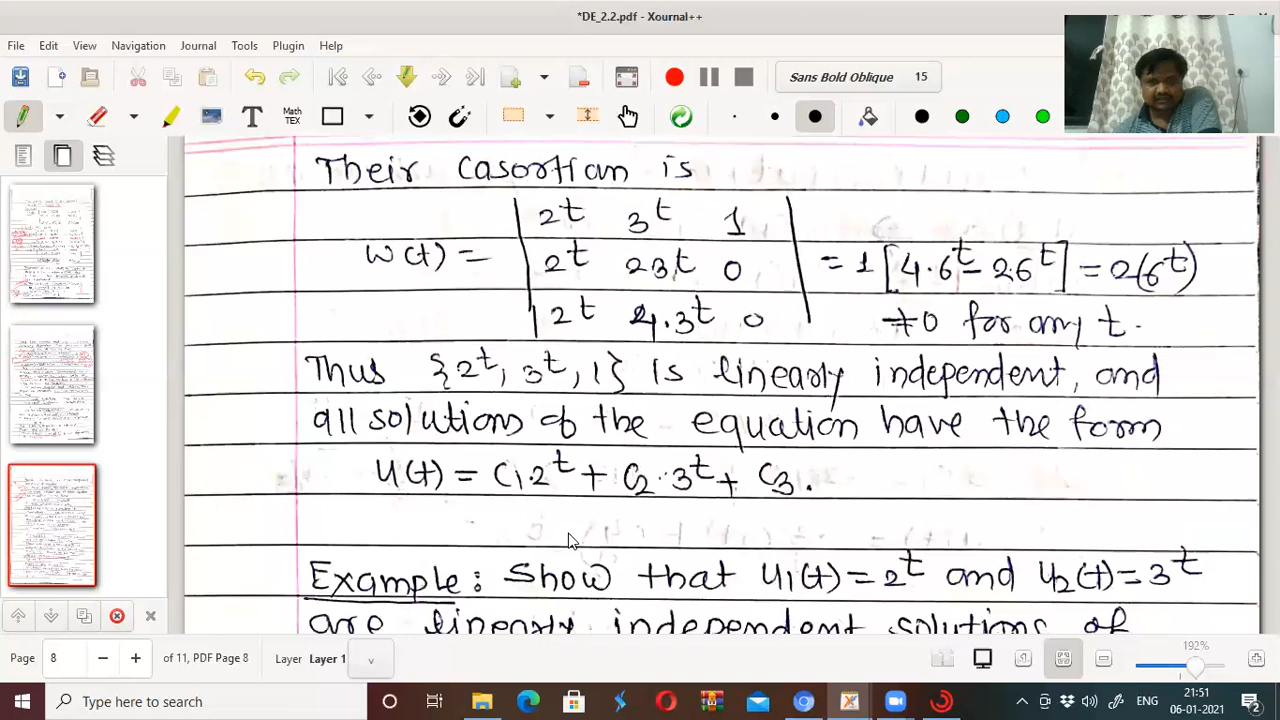 *DE_2.2.pdf - Xournal++
File Edit View Navigation Journal Tools Plugin Help
Sans Bold Oblique 15
Their Casortian is
2^t 3^t 1
W(t) = 2^t 2 3^t 0 = 1[4·6^t - 2 6^t] = 2(6^t)
2^t 4·3^t 0 ≠0 for any t.
Thus {2^t, 3^t, 1} is linearly independent, and
all solutions of the equation have the form
u(t) = C1·2^t + C2·3^t + C3.
Example: Show that u1(t) = 2^t and u2(t) = 3^t
are linearly independent solutions of
Page 8 of 11, PDF Page 8 Layer Layer 1 192%
Type here to search
ENG
21:51
06-01-2021
2